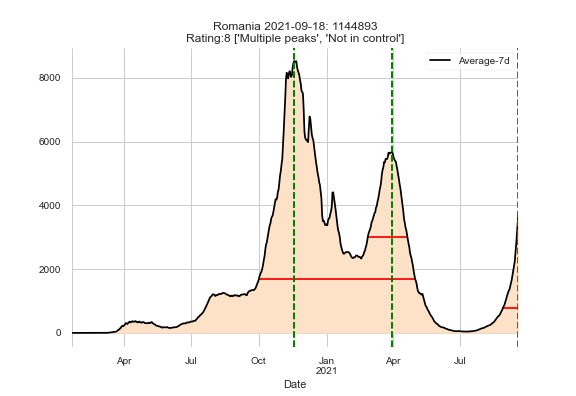 Romania 2021-09-18: 1144893
Rating:8 ['Multiple peaks', 'Not in control']
Average-7d
8000
6000
4000
2000
0
Apr
Jul
Oct
Jan
2021
Apr
Jul
Date